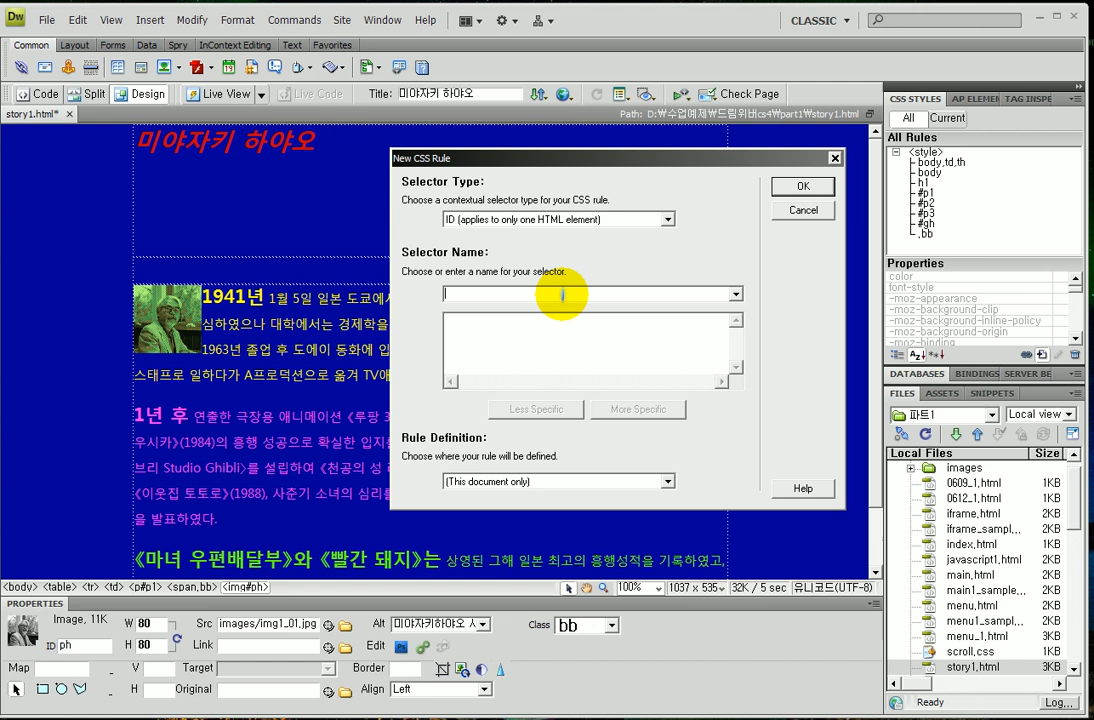 Dw File Edit View Insert Modify Format Commands Site Window Help CLASSIC
Common Layout Forms Data Spry InContext Editing Text Favorites
Code Split Design Live View Live Code Title: 미야자키 하야오 Check Page
story1.html* Path: D:₩수업예제₩드림위버cs4₩part1₩story1.html
미야자키 하야오
1941년 1월 5일 일본 도쿄에서
심하였으나 대학에서는 경제학을
1963년 졸업 후 도에이 동화에 입
스태프로 일하다가 A프로덕션으로 옮겨 TV애
1년 후 연출한 극장용 애니메이션 《루팡 3
우시카》(1984)의 흥행 성공으로 확실한 입지를
브리 Studio Ghibli》를 설립하여 《천공의 성
《이웃집 토토로》(1988), 사춘기 소녀의 심리를
을 발표하였다.
《마녀 우편배달부》와 《빨간 돼지》는 상영된 그해 일본 최고의 흥행성적을 기록하였고,
New CSS Rule
Selector Type:
Choose a contextual selector type for your CSS rule.
ID (applies to only one HTML element)
Selector Name:
Choose or enter a name for your selector.
Less Specific More Specific
Rule Definition:
Choose where your rule will be defined.
(This document only)
OK
Cancel
Help
CSS STYLES AP ELEMEN TAG INSPE
All Current
All Rules
<style>
body,td,th
body
h1
#p1
#p2
#p3
#gh
.bb
Properties
color
font-style
-moz-appearance
-moz-background-clip
-moz-background-inline-policy
-moz-background-origin
-moz-binding
DATABASES BINDINGS SERVER BE
FILES ASSETS SNIPPETS
파트1 Local view
Local Files Size
images
0609_1.html 1KB
0612_1.html 1KB
iframe.html 2KB
iframe_sampl... 2KB
index.html 2KB
javascript1.html 1KB
main.html 2KB
main1_sample... 2KB
menu.html 2KB
menu1_sampl... 2KB
menu_1.html 3KB
scroll.css 1KB
story1.html 3KB
Ready Log...
<body> <table> <tr> <td> <p#p1> <span.bb> <img#ph> 100% 1037 x 535 32K / 5 sec 유니코드(UTF-8)
PROPERTIES
Image, 11K W 80 Src images/img1_01.jpg Alt 미야자키하야오 Class bb
ID ph H 80 Link Edit
Map V Target Border
H Original Align Left